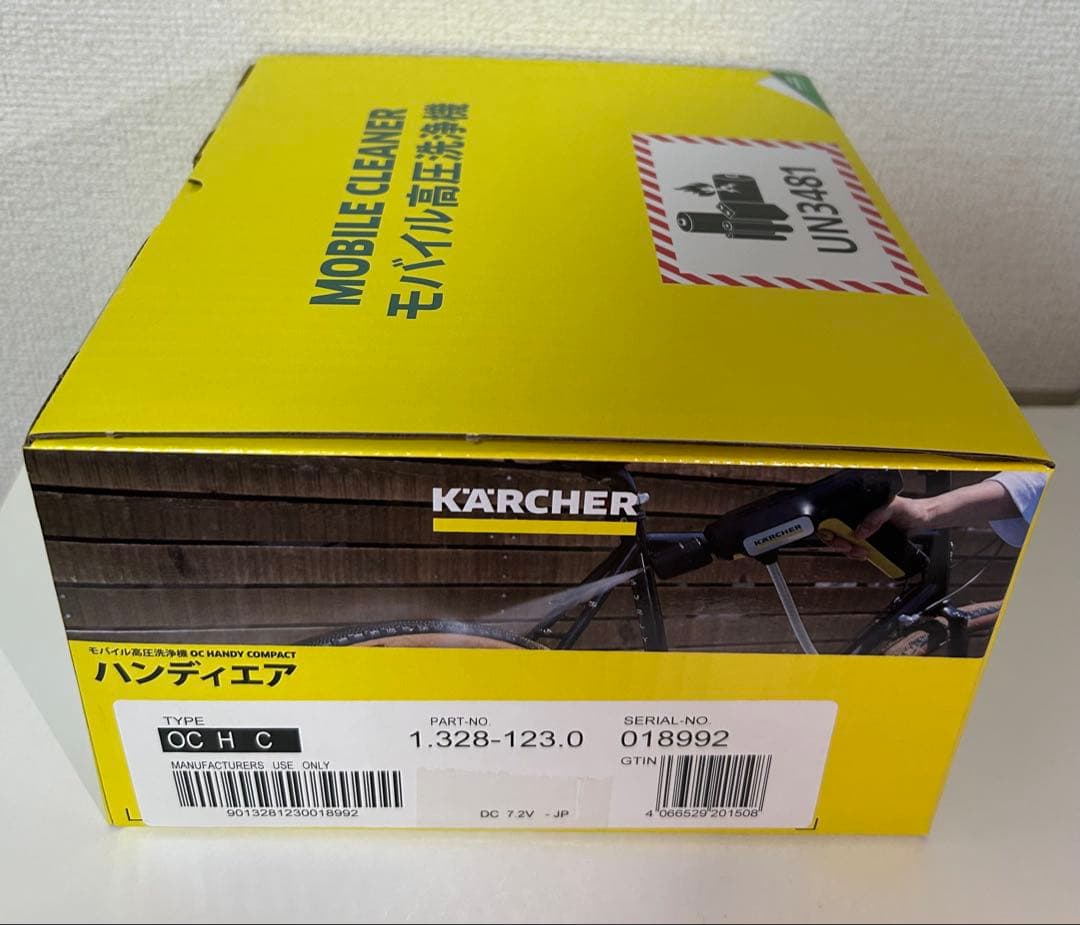 MOBILE CLEANER
モバイル高圧洗浄機
UN3481
KÄRCHER
KÄRCHER
モバイル高圧洗浄機 OC HANDY COMPACT
ハンディエア
TYPE
OC H C
PART-NO.
1.328-123.0
SERIAL-NO.
018992
MANUFACTURERS USE ONLY
9013281230018992
DC 7.2V - JP
GTIN
4 066529 201508